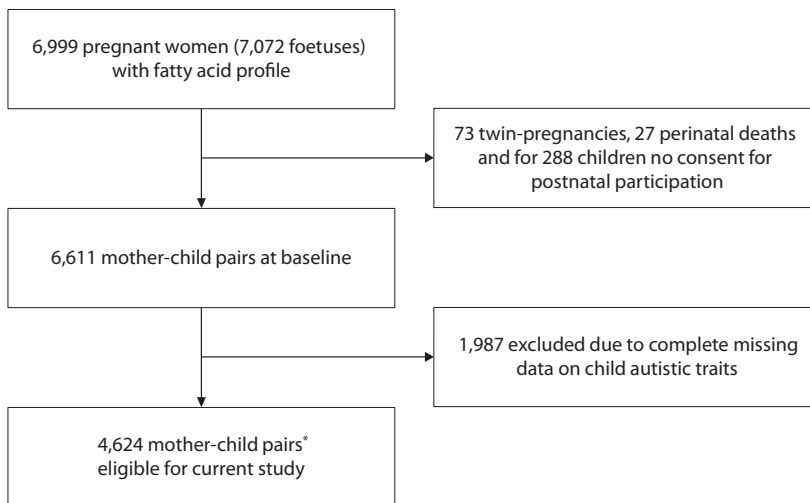 6,999 pregnant women (7,072 foetuses)
with fatty acid profile
73 twin-pregnancies, 27 perinatal deaths
and for 288 children no consent for
postnatal participation
6,611 mother-child pairs at baseline
1,987 excluded due to complete missing
data on child autistic traits
4,624 mother-child pairs*
eligible for current study